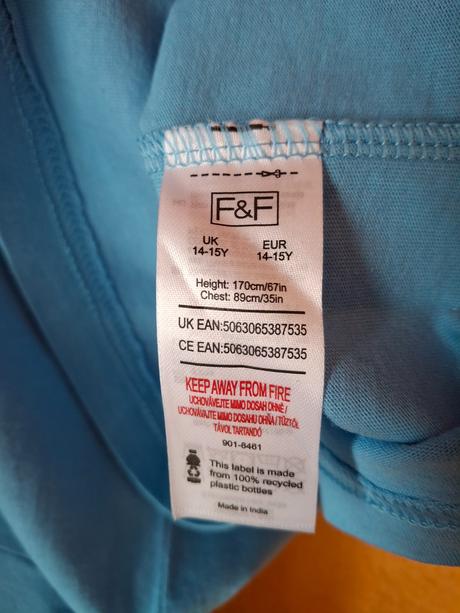 F&F
UK EUR
14-15Y 14-15Y
Height: 170cm/67in
Chest: 89cm/35in
UK EAN:5063065387535
CE EAN:5063065387535
KEEP AWAY FROM FIRE
UCHOVÁVEJTE MIMO DOSAH OHNĚ /
UCHOVÁVAJTE MIMO DOSAHU OHŇA / TŰZTŐL
TÁVOL TARTANDÓ
901-6461
This label is made
from 100% recycled
plastic bottles
Made in India